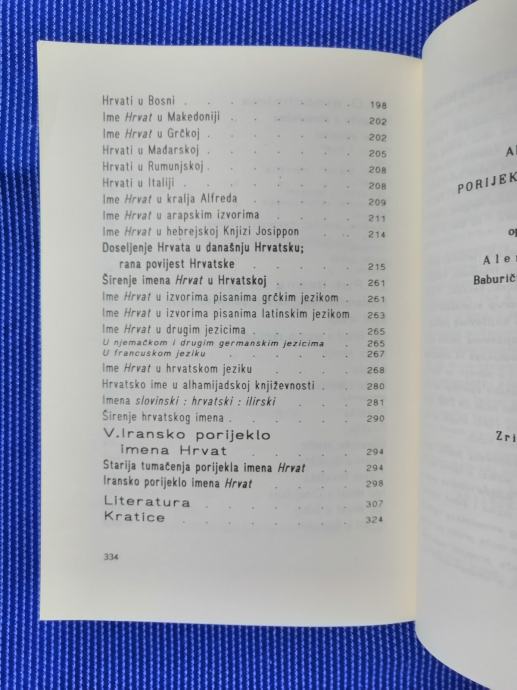 Hrvati u Bosni . . . . . . . 198
Ime Hrvat u Makedoniji . . . . . . 202
Ime Hrvat u Grčkoj . . . . . . 202
Hrvati u Mađarskoj . . . . . . 205
Hrvati u Rumunjskoj . . . . . . 208
Hrvati u Italiji . . . . . . . 208
Ime Hrvat u kralja Alfreda . . . . . 209
Ime Hrvat u arapskim izvorima . . . . 211
Ime Hrvat u hebrejskoj Knjizi Josippon . . 214
Doseljenje Hrvata u današnju Hrvatsku;
rana povijest Hrvatske . . . . . 215
Širenje imena Hrvat u Hrvatskoj . . . . 261
Ime Hrvat u izvorima pisanima grčkim jezikom . 261
Ime Hrvat u izvorima pisanima latinskim jezikom 263
Ime Hrvat u drugim jezicima . . . . 265
U njemačkom i drugim germanskim jezicima . . 265
U francuskom jeziku . . . . . . 267
Ime Hrvat u hrvatskom jeziku . . . . 268
Hrvatsko ime u alhamijadskoj književnosti . . 280
Imena slovinski : hrvatski : ilirski . . . 281
Širenje hrvatskog imena . . . . . 290
V.Iransko porijeklo
imena Hrvat . . . . 294
Starija tumačenja porijekla imena Hrvat . . 294
Iransko porijeklo imena Hrvat . . . . 298
Literatura . . . . . . 307
Kratice . . . . . . . 324
334
PORIJEK
op
Aler
Baburič
Zri